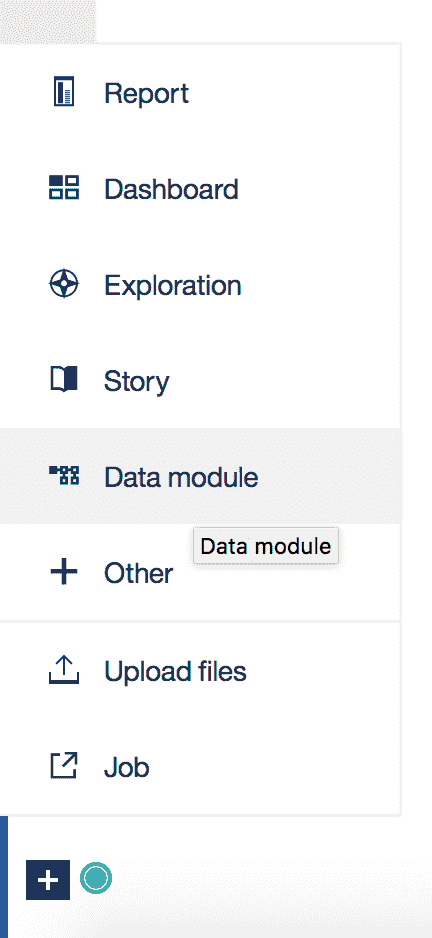 Report
Dashboard
Exploration
Story
Data module
Data module
Other
Upload files
Job